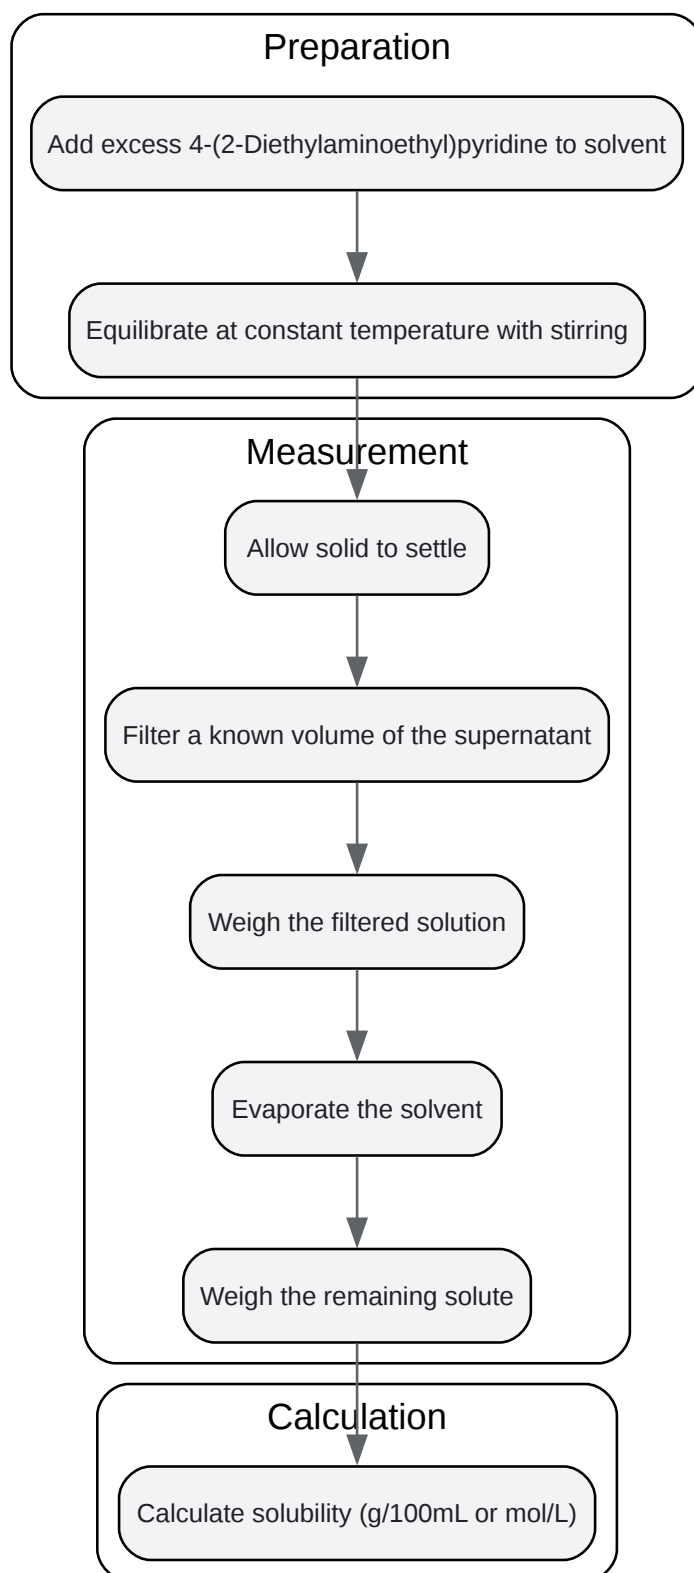 Preparation
Add excess 4-(2-Diethylaminoethyl)pyridine to solvent
Equilibrate at constant temperature with stirring
Measurement
Allow solid to settle
Filter a known volume of the supernatant
Weigh the filtered solution
Evaporate the solvent
Weigh the remaining solute
Calculation
Calculate solubility (g/100mL or mol/L)